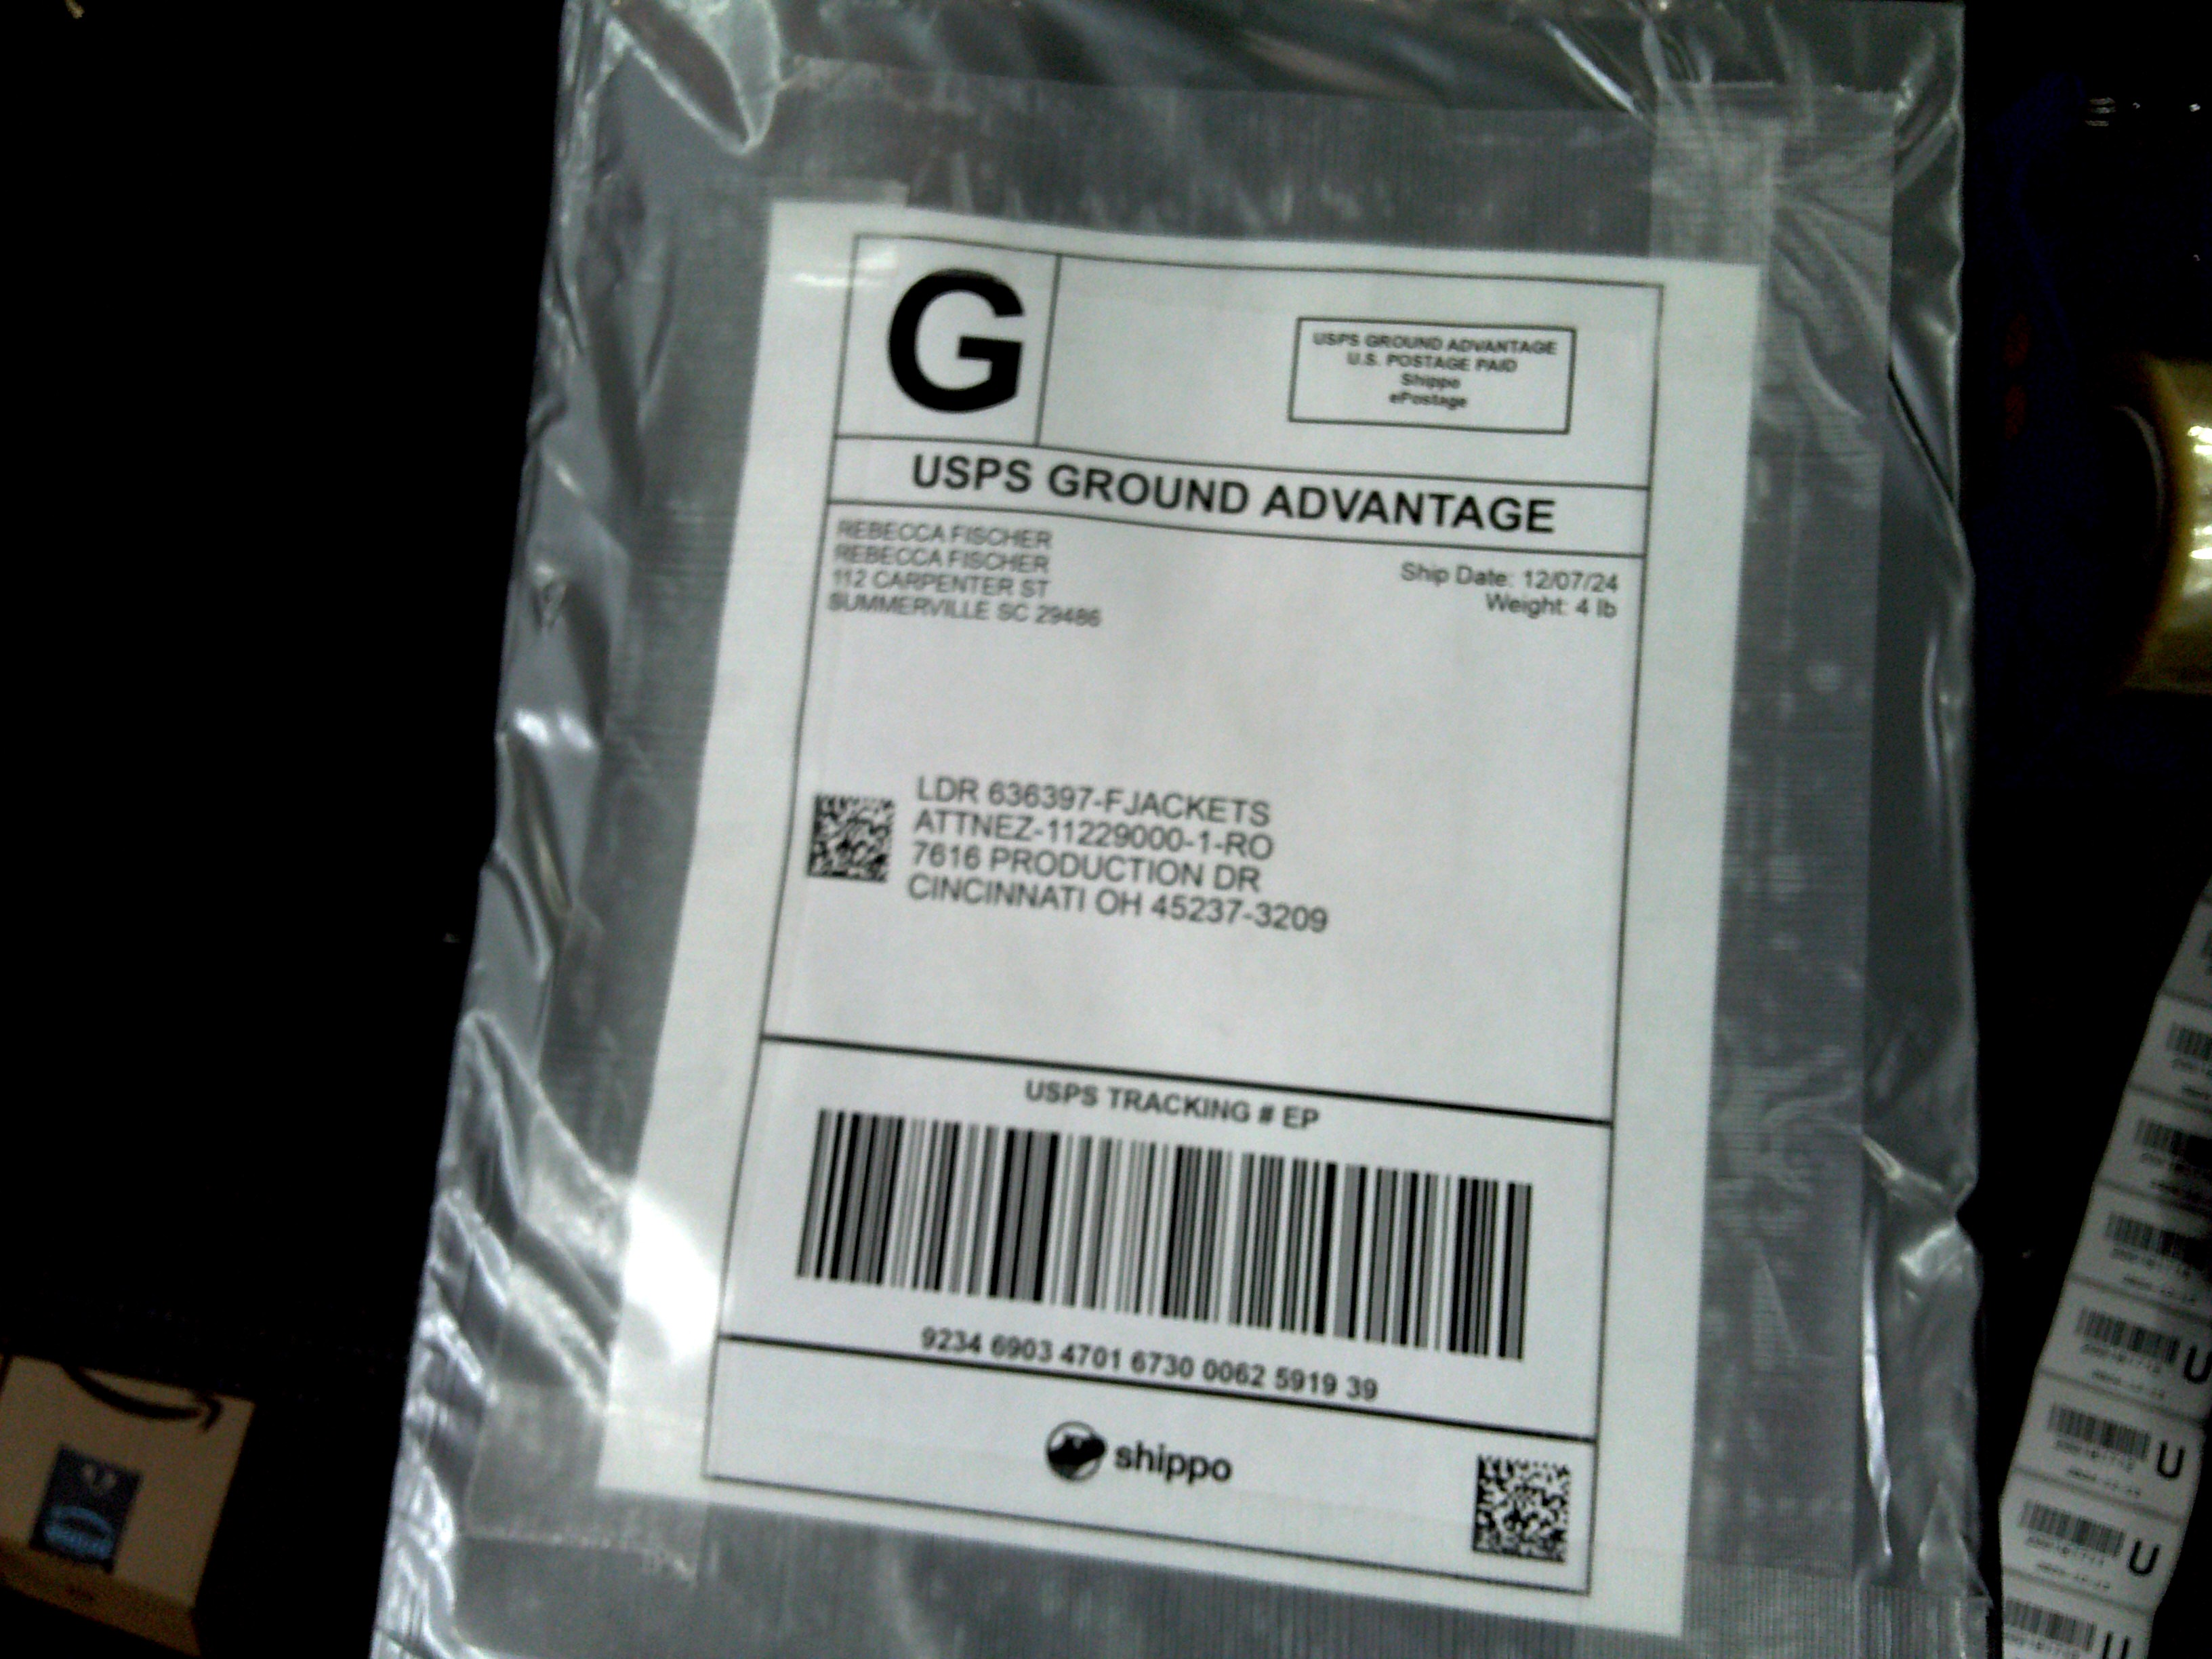 G
USPS GROUND ADVANTAGE
U.S. POSTAGE PAID
Shippo
ePostage
USPS GROUND ADVANTAGE
REBECCA FISCHER
REBECCA FISCHER
112 CARPENTER ST
SUMMERVILLE SC 29486
Ship Date: 12/07/24
Weight: 4 lb
LDR 636397-FJACKETS
ATTNEZ-11229000-1-RO
7616 PRODUCTION DR
CINCINNATI OH 45237-3209
USPS TRACKING # EP
9234 6903 4701 6730 0062 5919 39
shippo
U
U
U
U